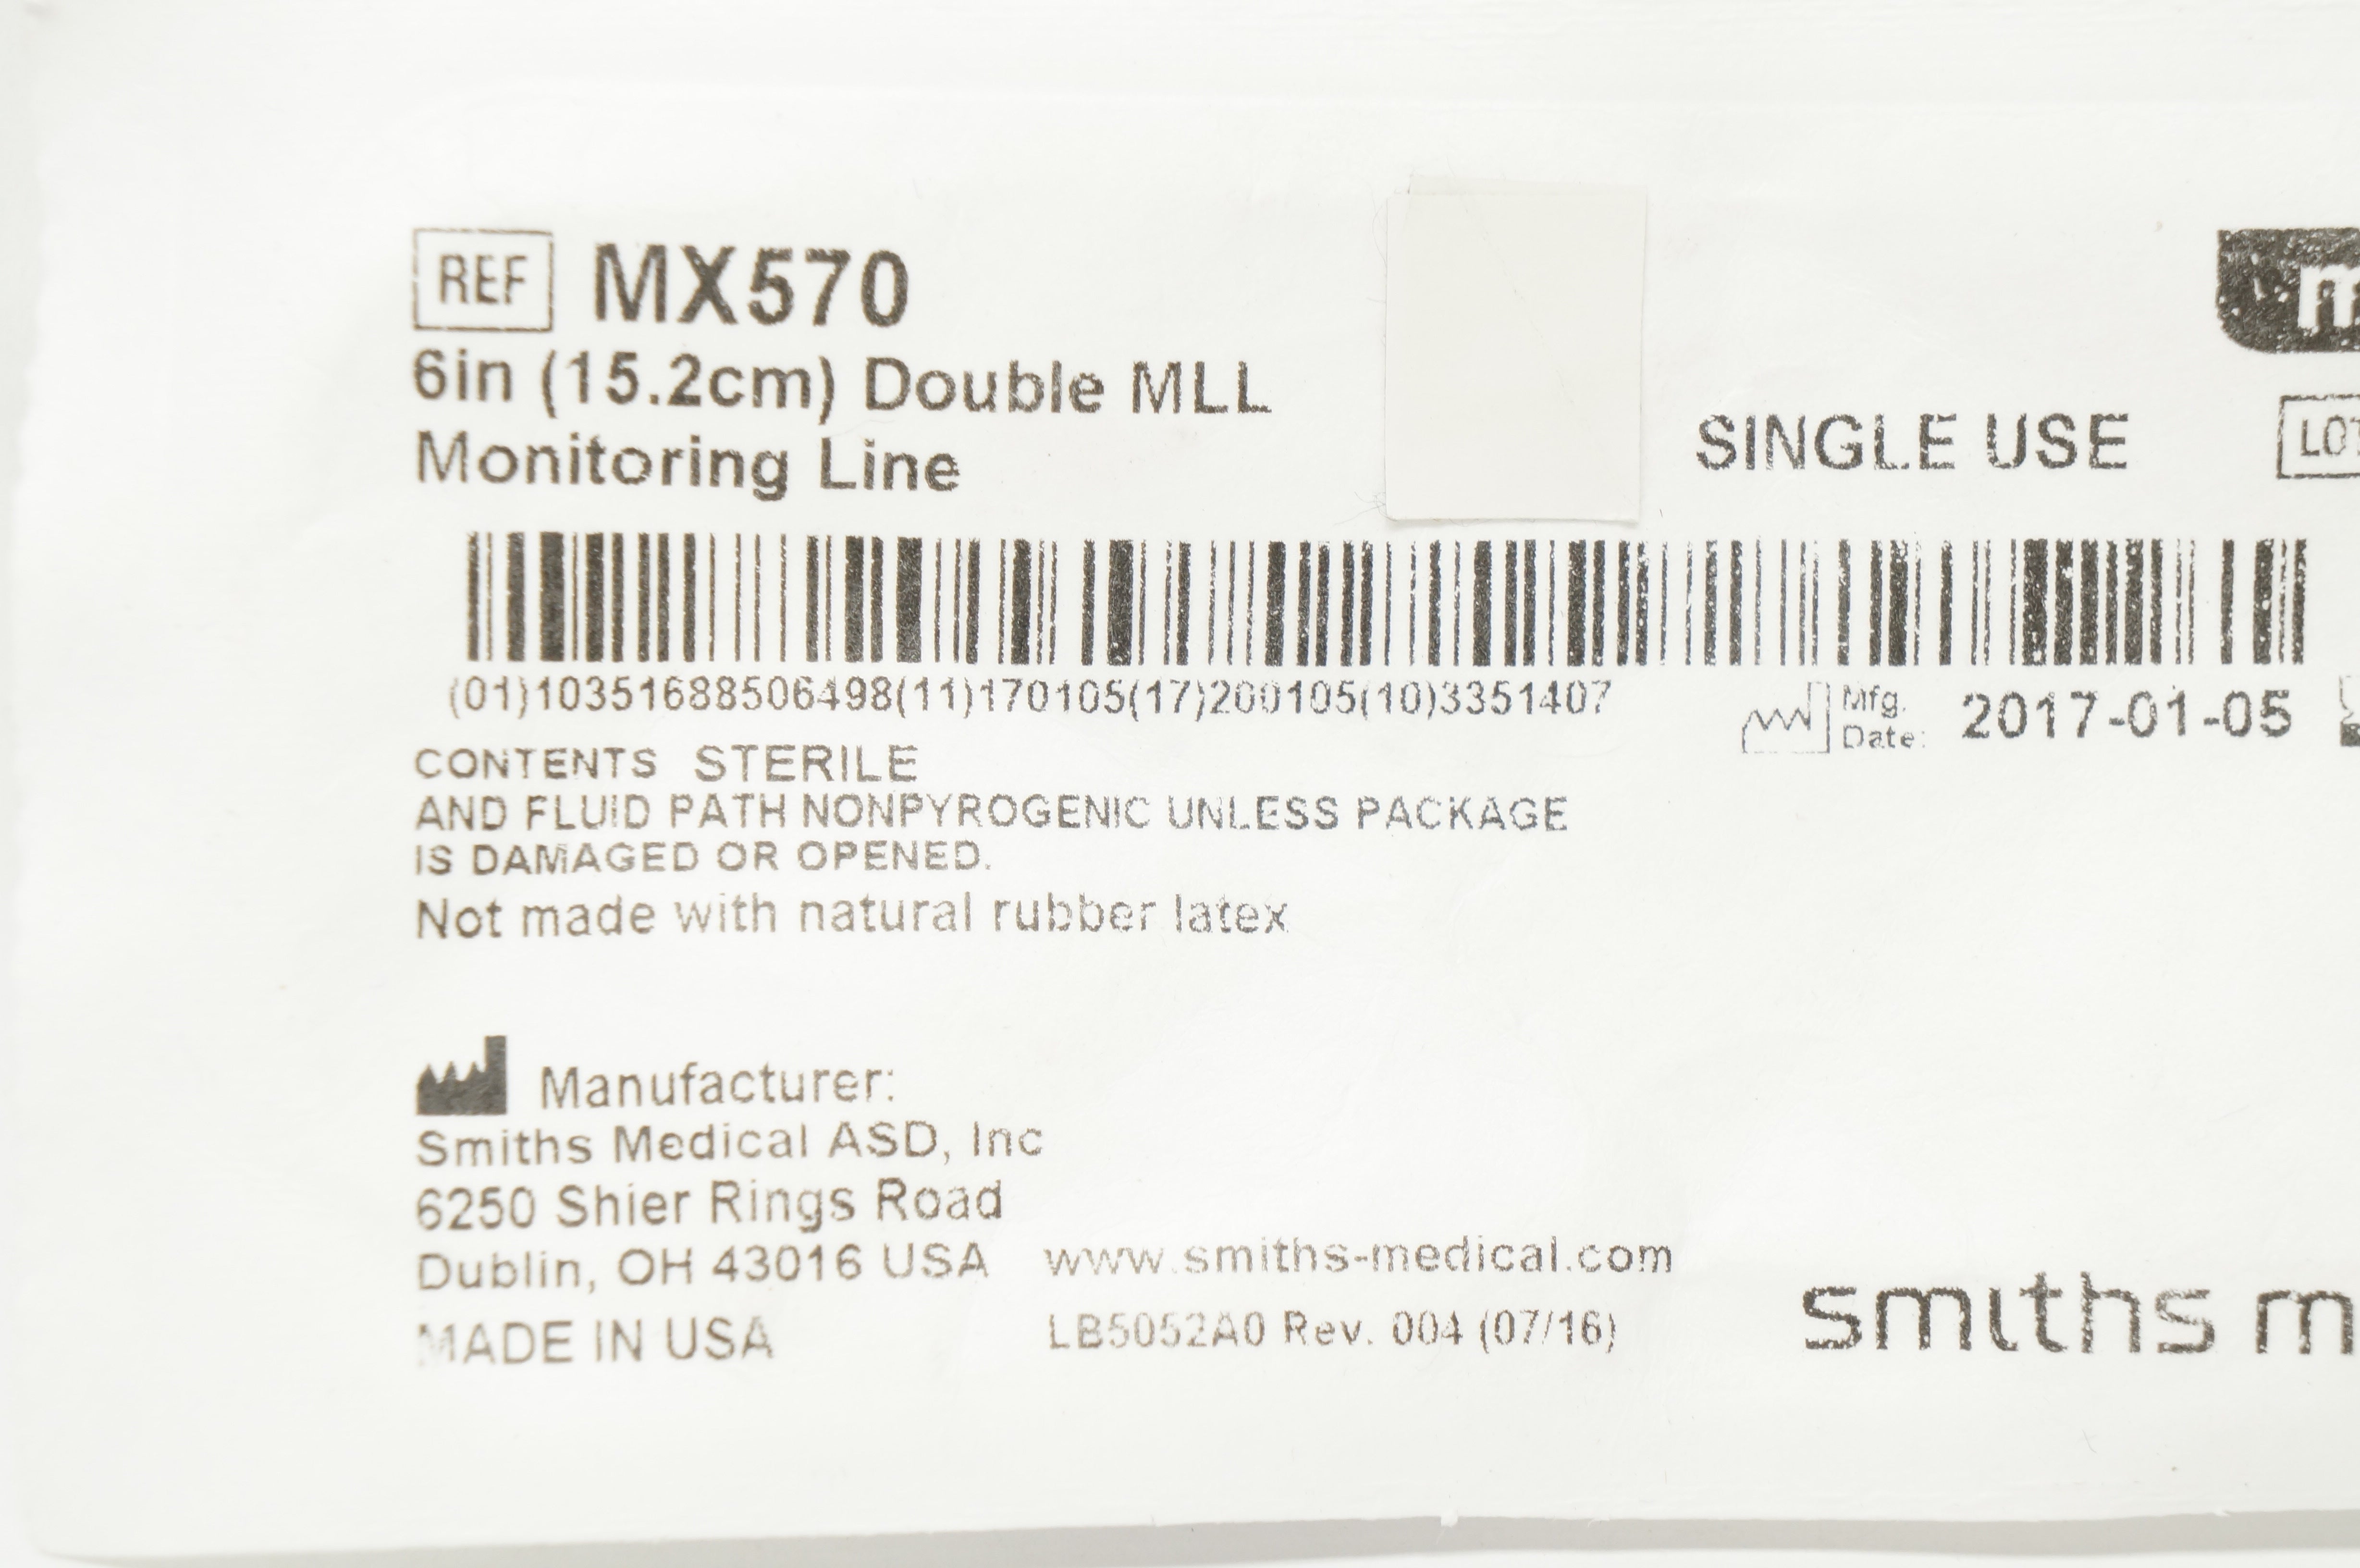 REF MX570
6in (15.2cm) Double MLL
Monitoring Line
SINGLE USE
(01)10351688506498(11)170105(17)200105(10)3351407
Mfg.
Date: 2017-01-05
CONTENTS STERILE
AND FLUID PATH NONPYROGENIC UNLESS PACKAGE
IS DAMAGED OR OPENED.
Not made with natural rubber latex
Manufacturer:
Smiths Medical ASD, Inc
6250 Shier Rings Road
Dublin, OH 43016 USA www.smiths-medical.com
MADE IN USA LB5052A0 Rev. 004 (07/16)
smiths m